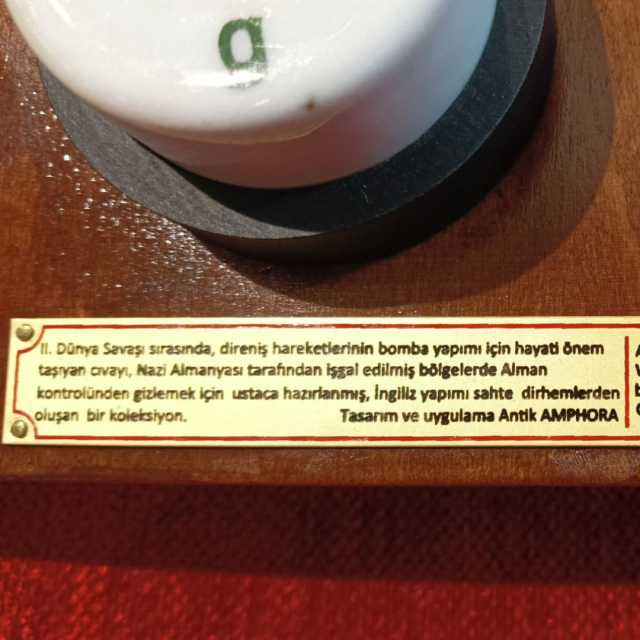 a
II. Dünya Savaşı sırasında, direniş hareketlerinin bomba yapımı için hayati önem
taşıyan cıvayı, Nazi Almanyası tarafından işgal edilmiş bölgelerde Alman
kontrolünden gizlemek için ustaca hazırlanmış, İngiliz yapımı sahte dirhemlerden
oluşan bir koleksiyon. Tasarım ve uygulama Antik AMPHORA